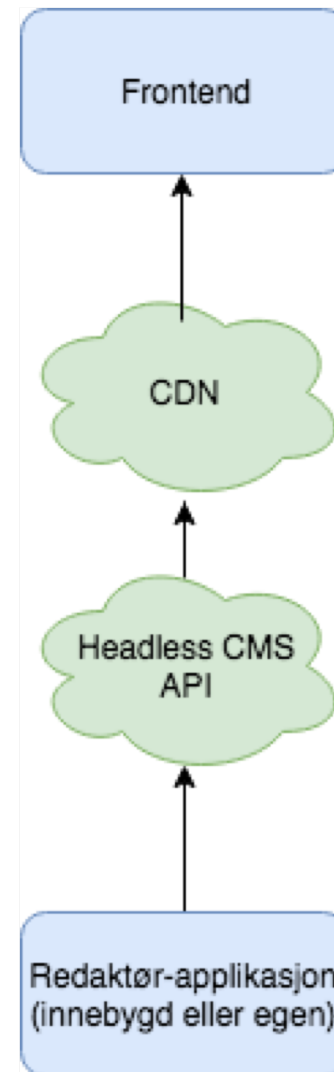 Frontend
CDN
Headless CMS
API
Redaktør-applikasjon
(innebygd eller egen)